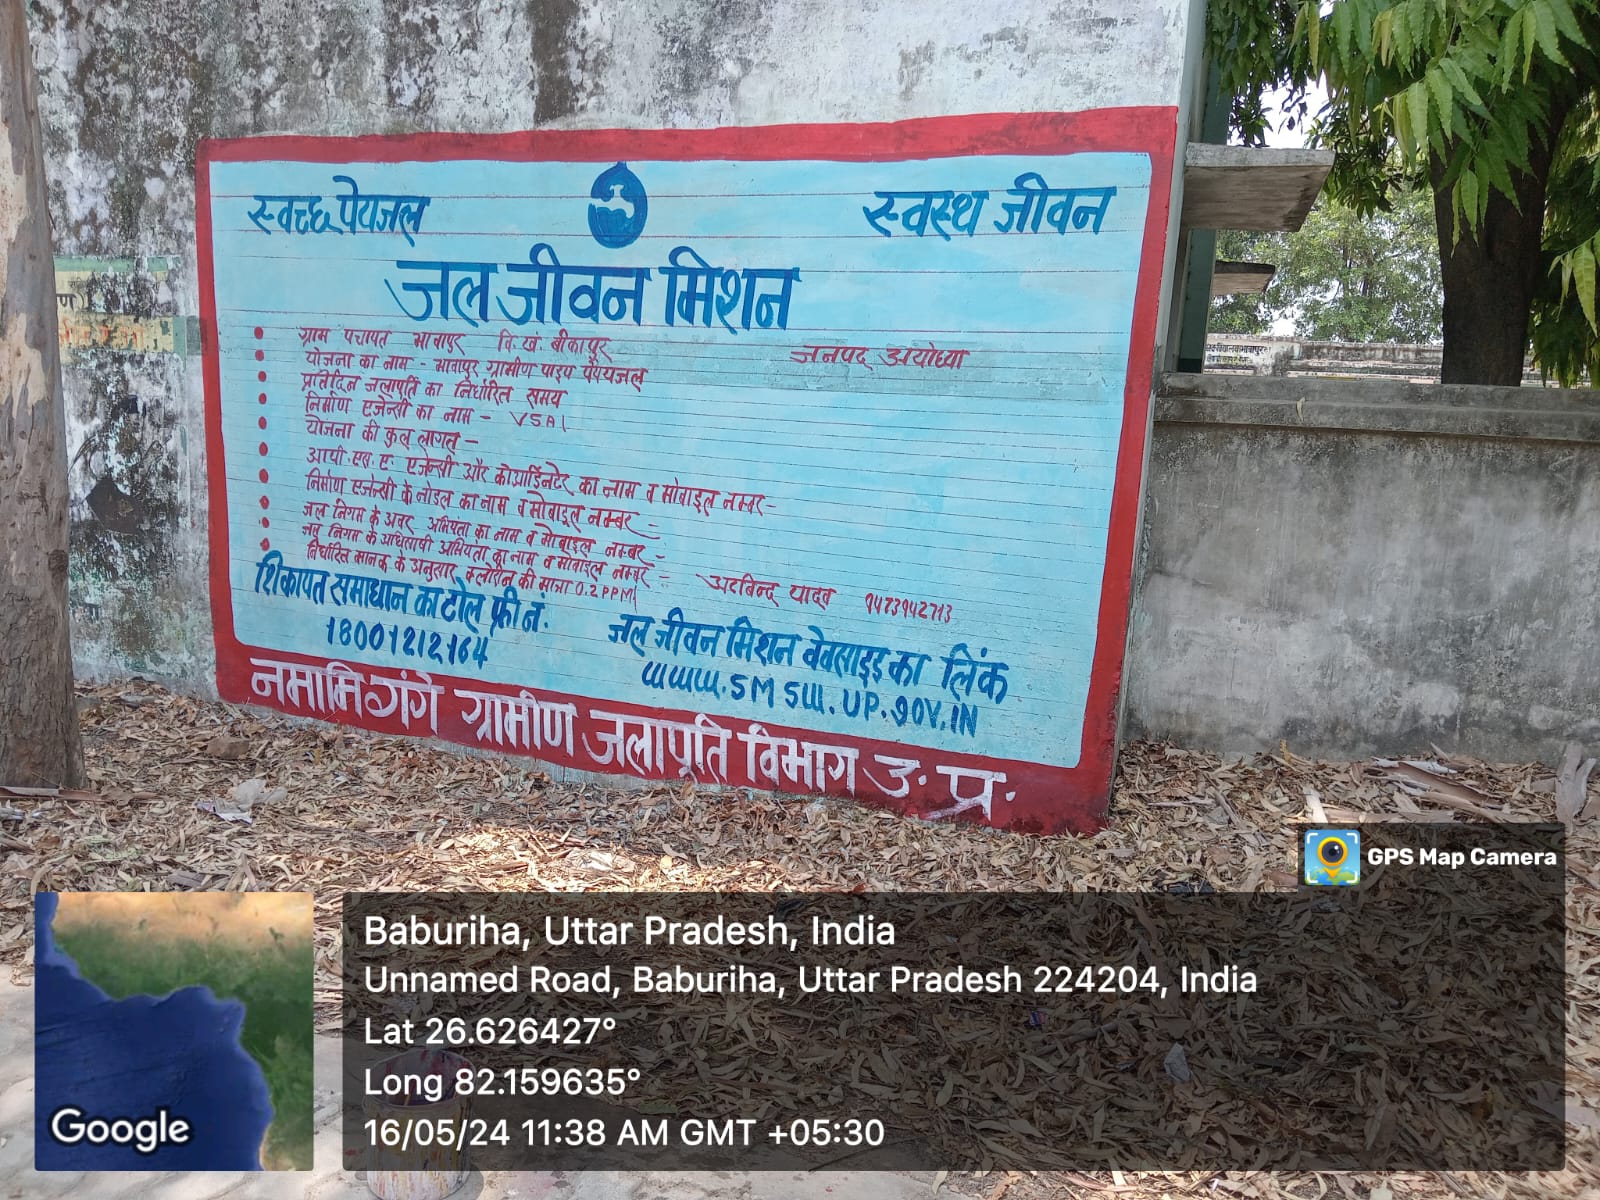 स्वच्छ पेयजल
स्वस्थ जीवन
जल जीवन मिशन
ग्राम पंचायत भावापुर वि.खं. बीकापुर जनपद अयोध्या
योजना का नाम - भावापुर ग्रामीण पाइप पेयजल
प्रतिदिन जलापूर्ति का निर्धारित समय
निर्माण एजेन्सी का नाम - VSAI
योजना की कुल लागत -
आयी.एस.ए. एजेन्सी और कोआर्डिनेटर का नाम व मोबाइल नम्बर -
निर्माण एजेन्सी के नोडल का नाम व मोबाइल नम्बर -
जल निगम के अवर अभियंता का नाम व मोबाइल नम्बर -
जल निगम के अधिशाषी अभियंता का नाम व मोबाइल नम्बर - अरविन्द यादव 9473942713
निर्धारित मानक के अनुसार क्लोरीन की मात्रा 0.2 PPM
शिकायत समाधान का टोल फ्री नं.
18001212164
जल जीवन मिशन वेबसाइड का लिंक
WWW.SMSW.UP.GOV.IN
नमामि गंगे ग्रामीण जलापूर्ति विभाग उ. प्र.
GPS Map Camera
Baburiha, Uttar Pradesh, India
Unnamed Road, Baburiha, Uttar Pradesh 224204, India
Lat 26.626427°
Long 82.159635°
16/05/24 11:38 AM GMT +05:30
Google